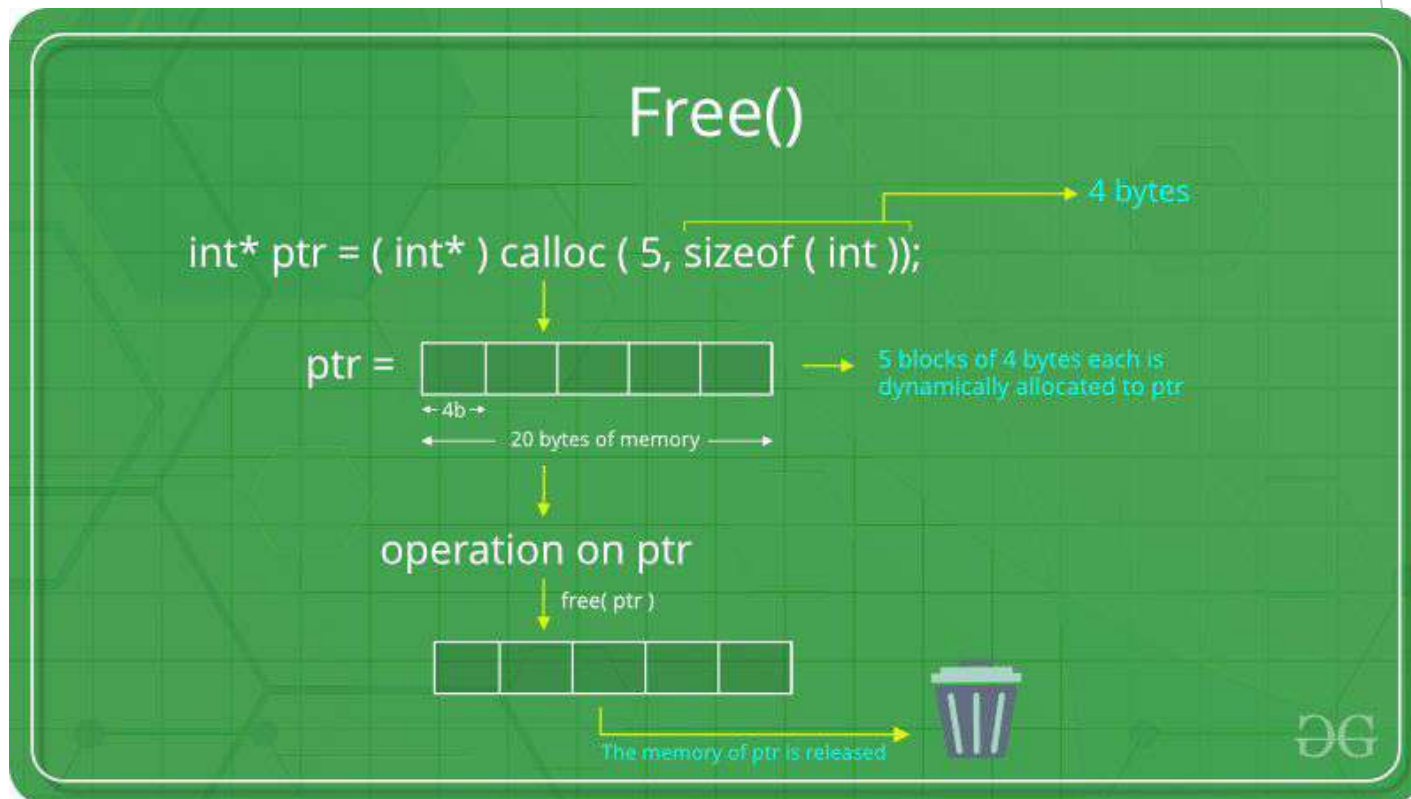 Free()
4 bytes
int* ptr = ( int* ) calloc ( 5, sizeof ( int ));
ptr =
5 blocks of 4 bytes each is
dynamically allocated to ptr
4b
20 bytes of memory
operation on ptr
free( ptr )
The memory of ptr is released